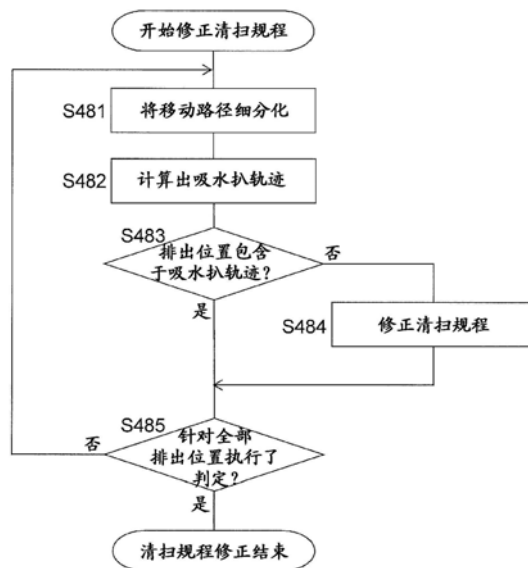 开始修正清扫规程
S481
将移动路径细分化
S482
计算出吸水扒轨迹
S483
排出位置包含
于吸水扒轨迹?
否
是
S484
修正清扫规程
S485
针对全部
排出位置执行了
判定?
否
是
清扫规程修正结束